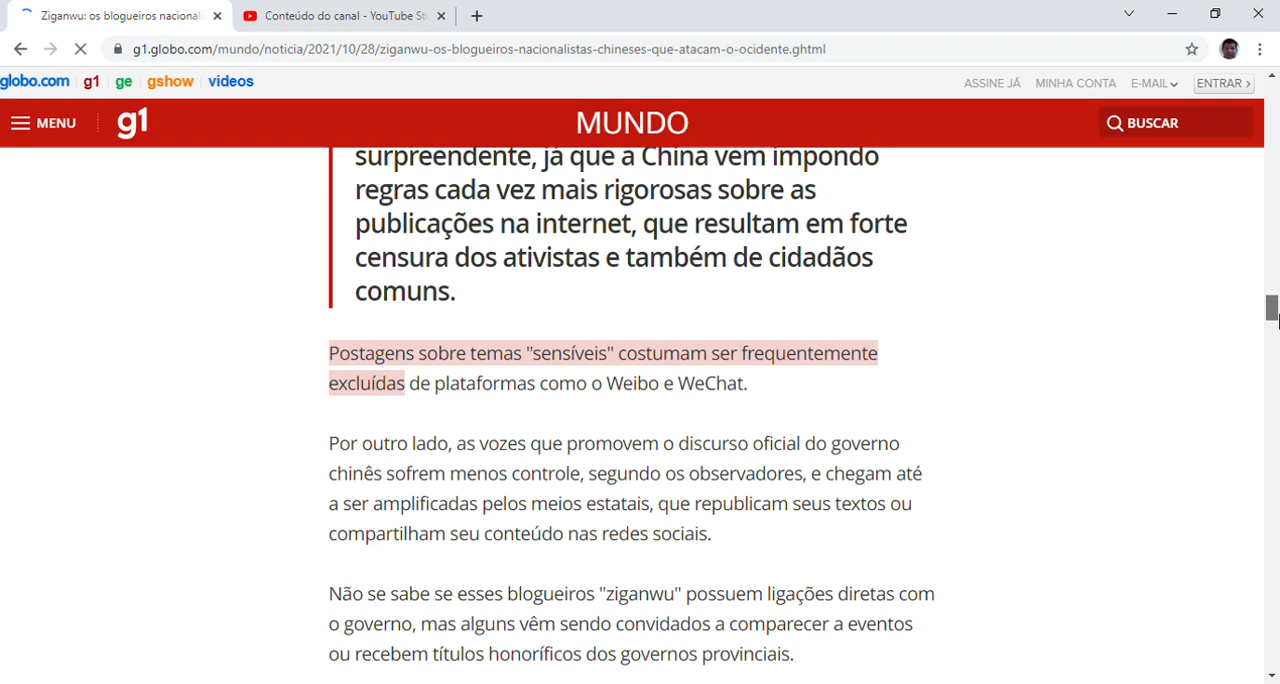 Ziganwu: os blogueiros nacionali
Conteúdo do canal - YouTube St
g1.globo.com/mundo/noticia/2021/10/28/ziganwu-os-blogueiros-nacionalistas-chineses-que-atacam-o-ocidente.ghtml
globo.com g1 ge gshow videos
ASSINE JÁ MINHA CONTA E-MAIL ENTRAR ›
MENU g1 MUNDO BUSCAR
surpreendente, já que a China vem impondo
regras cada vez mais rigorosas sobre as
publicações na internet, que resultam em forte
censura dos ativistas e também de cidadãos
comuns.
Postagens sobre temas "sensíveis" costumam ser frequentemente
excluídas de plataformas como o Weibo e WeChat.
Por outro lado, as vozes que promovem o discurso oficial do governo
chinês sofrem menos controle, segundo os observadores, e chegam até
a ser amplificadas pelos meios estatais, que republicam seus textos ou
compartilham seu conteúdo nas redes sociais.
Não se sabe se esses blogueiros "ziganwu" possuem ligações diretas com
o governo, mas alguns vêm sendo convidados a comparecer a eventos
ou recebem títulos honoríficos dos governos provinciais.